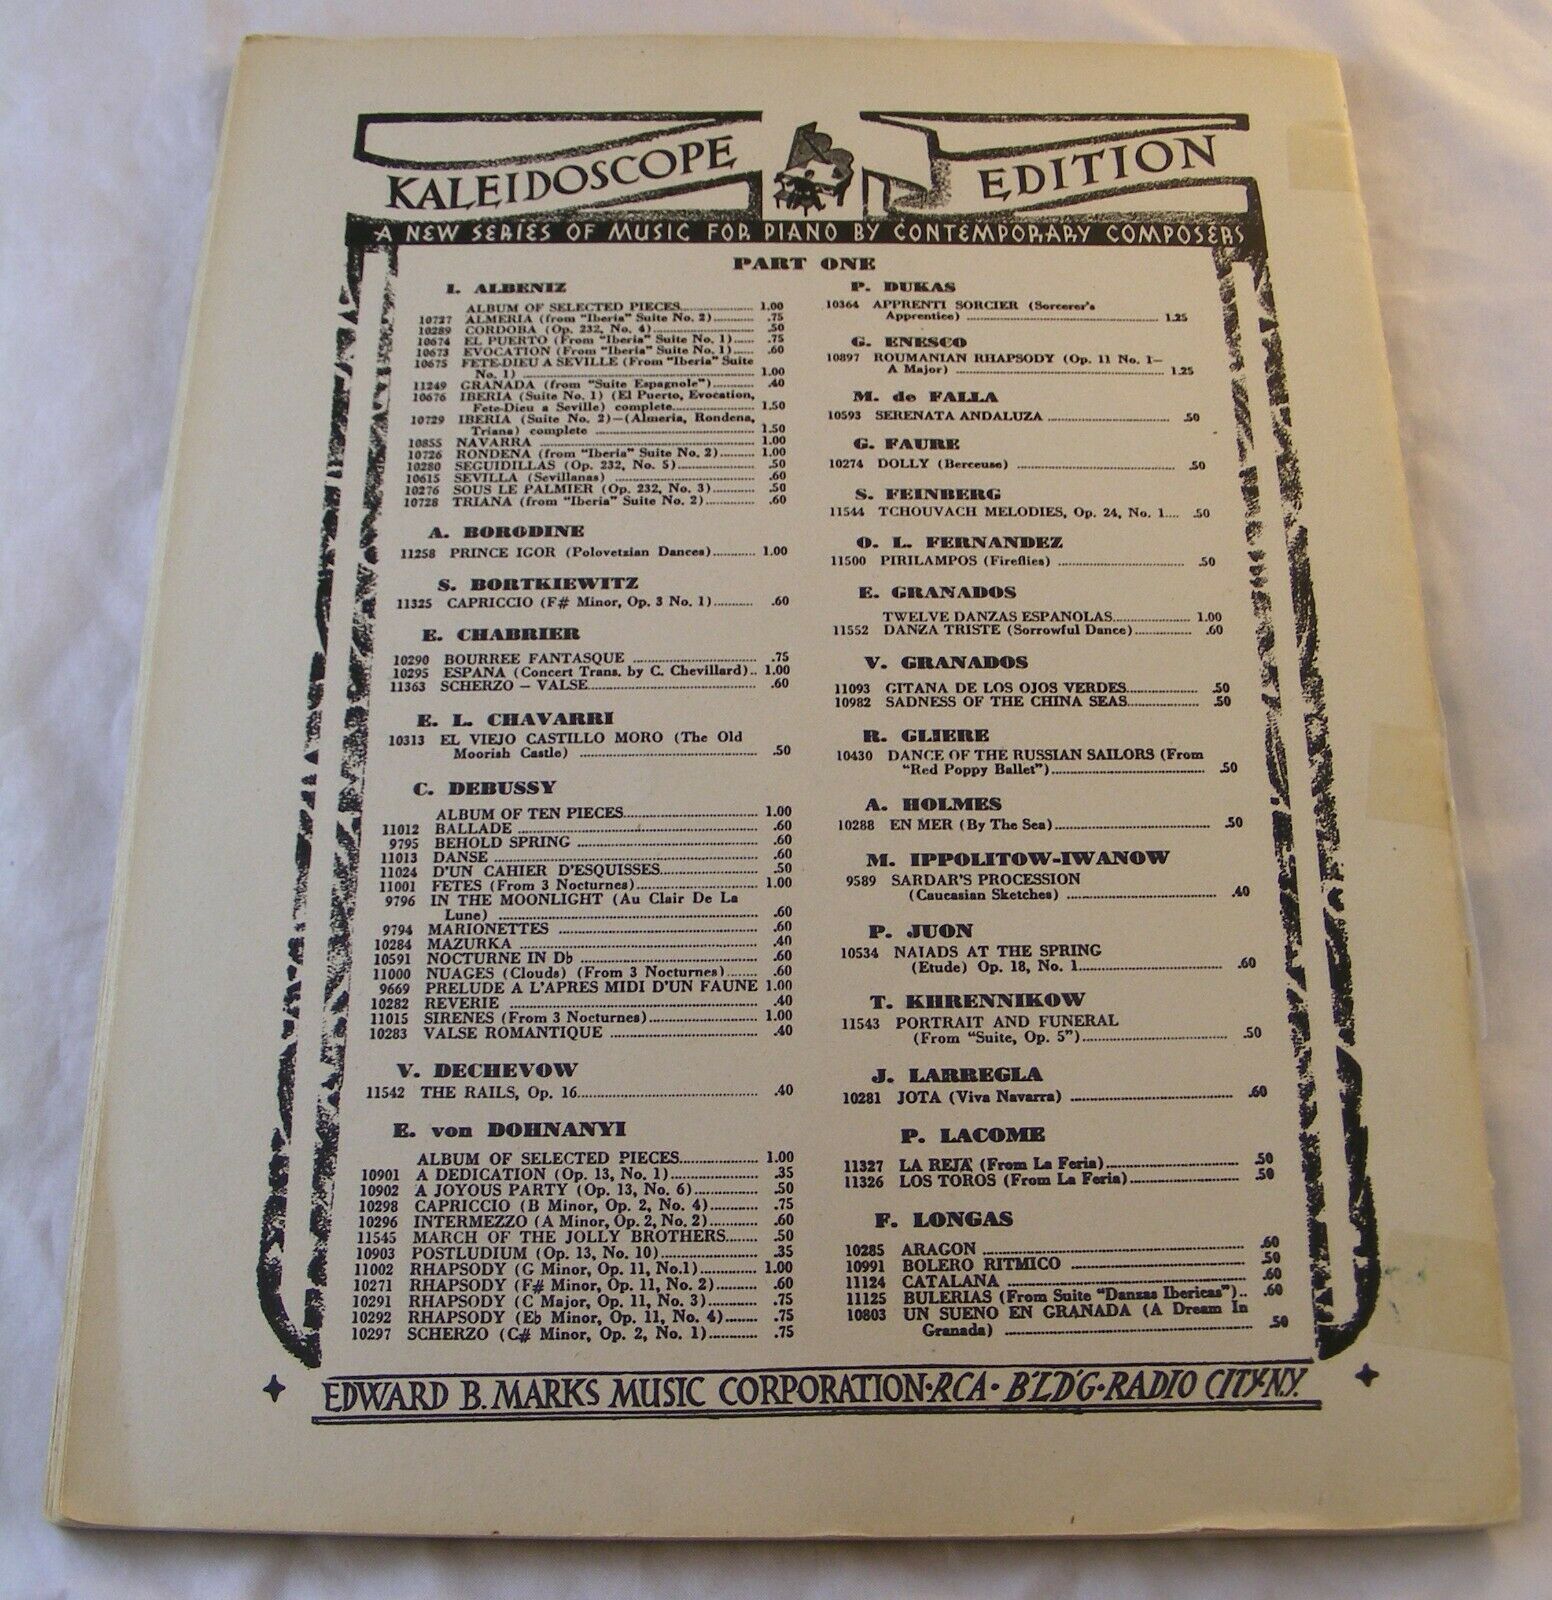 KALEIDOSCOPE EDITION
A NEW SERIES OF MUSIC FOR PIANO BY CONTEMPORARY COMPOSERS
PART ONE
I. ALBENIZ
ALBUM OF SELECTED PIECES 1.00
10727 ALMERIA (from "Iberia" Suite No. 2) .75
10289 CORDOBA (Op. 232, No. 4) .50
10674 EL PUERTO (From "Iberia" Suite No. 1) .75
10673 EVOCATION (From "Iberia" Suite No. 1) .60
10675 FETE-DIEU A SEVILLE (From "Iberia" Suite
No. 1) 1.00
11249 GRANADA (from "Suite Espagnole") .40
10676 IBERIA (Suite No. 1) (El Puerto, Evocation,
Fete-Dieu a Seville) complete 1.50
10729 IBERIA (Suite No. 2)—(Almeria, Rondena,
Triana) complete 1.50
10855 NAVARRA 1.00
10726 RONDENA (from "Iberia" Suite No. 2) 1.00
10280 SEGUIDILLAS (Op. 232, No. 5) .50
10615 SEVILLA (Sevillanas) .60
10276 SOUS LE PALMIER (Op. 232, No. 3) .50
10728 TRIANA (from "Iberia" Suite No. 2) .60
A. BORODINE
11258 PRINCE IGOR (Polovetzian Dances) 1.00
S. BORTKIEWITZ
11325 CAPRICCIO (F# Minor, Op. 3 No. 1) .60
E. CHABRIER
10290 BOURREE FANTASQUE .75
10295 ESPANA (Concert Trans. by C. Chevillard) 1.00
11363 SCHERZO — VALSE .60
E. L. CHAVARRI
10313 EL VIEJO CASTILLO MORO (The Old
Moorish Castle) .50
C. DEBUSSY
ALBUM OF TEN PIECES 1.00
11012 BALLADE .60
9795 BEHOLD SPRING .60
11013 DANSE .60
11024 D'UN CAHIER D'ESQUISSES .50
11001 FETES (From 3 Nocturnes) 1.00
9796 IN THE MOONLIGHT (Au Clair De La
Lune) .60
9794 MARIONETTES .60
10284 MAZURKA .40
10591 NOCTURNE IN D♭ .60
11000 NUAGES (Clouds) (From 3 Nocturnes) .60
9669 PRELUDE A L'APRES MIDI D'UN FAUNE 1.00
10282 REVERIE .40
11015 SIRENES (From 3 Nocturnes) 1.00
10283 VALSE ROMANTIQUE .40
V. DECHEVOW
11542 THE RAILS, Op. 16 .40
E. von DOHNANYI
ALBUM OF SELECTED PIECES 1.00
10901 A DEDICATION (Op. 13, No. 1) .35
10902 A JOYOUS PARTY (Op. 13, No. 6) .50
10298 CAPRICCIO (B Minor, Op. 2, No. 4) .75
10296 INTERMEZZO (A Minor, Op. 2, No. 2) .60
11545 MARCH OF THE JOLLY BROTHERS .50
10903 POSTLUDIUM (Op. 13, No. 10) .35
11002 RHAPSODY (G Minor, Op. 11, No.1) 1.00
10271 RHAPSODY (F# Minor, Op. 11, No. 2) .60
10291 RHAPSODY (C Major, Op. 11, No. 3) .75
10292 RHAPSODY (E♭ Minor, Op. 11, No. 4) .75
10297 SCHERZO (C# Minor, Op. 2, No. 1) .75
P. DUKAS
10364 APPRENTI SORCIER (Sorcerer's
Apprentice) 1.25
G. ENESCO
10897 ROUMANIAN RHAPSODY (Op. 11 No. 1—
A Major) 1.25
M. de FALLA
10593 SERENATA ANDALUZA .50
G. FAURE
10274 DOLLY (Berceuse) .50
S. FEINBERG
11544 TCHOUVACH MELODIES, Op. 24, No. 1 .50
O. L. FERNANDEZ
11500 PIRILAMPOS (Fireflies) .50
E. GRANADOS
TWELVE DANZAS ESPANOLAS 1.00
11552 DANZA TRISTE (Sorrowful Dance) .60
V. GRANADOS
11093 GITANA DE LOS OJOS VERDES .50
10982 SADNESS OF THE CHINA SEAS .50
R. GLIERE
10430 DANCE OF THE RUSSIAN SAILORS (From
"Red Poppy Ballet") .50
A. HOLMES
10288 EN MER (By The Sea) .50
M. IPPOLITOW-IWANOW
9589 SARDAR'S PROCESSION
(Caucasian Sketches) .40
P. JUON
10534 NAIADS AT THE SPRING
(Etude) Op. 18, No. 1 .60
T. KHRENNIKOW
11543 PORTRAIT AND FUNERAL
(From "Suite, Op. 5") .50
J. LARREGLA
10281 JOTA (Viva Navarra) .60
P. LACOME
11327 LA REJA (From La Feria) .50
11326 LOS TOROS (From La Feria) .50
F. LONGAS
10285 ARAGON .60
10991 BOLERO RITMICO .50
11124 CATALANA .60
11125 BULERIAS (From Suite "Danzas Ibericas") .60
10803 UN SUENO EN GRANADA (A Dream In
Granada) .50
EDWARD B. MARKS MUSIC CORPORATION·RCA·B'LD'G·RADIO CITY·N.Y.